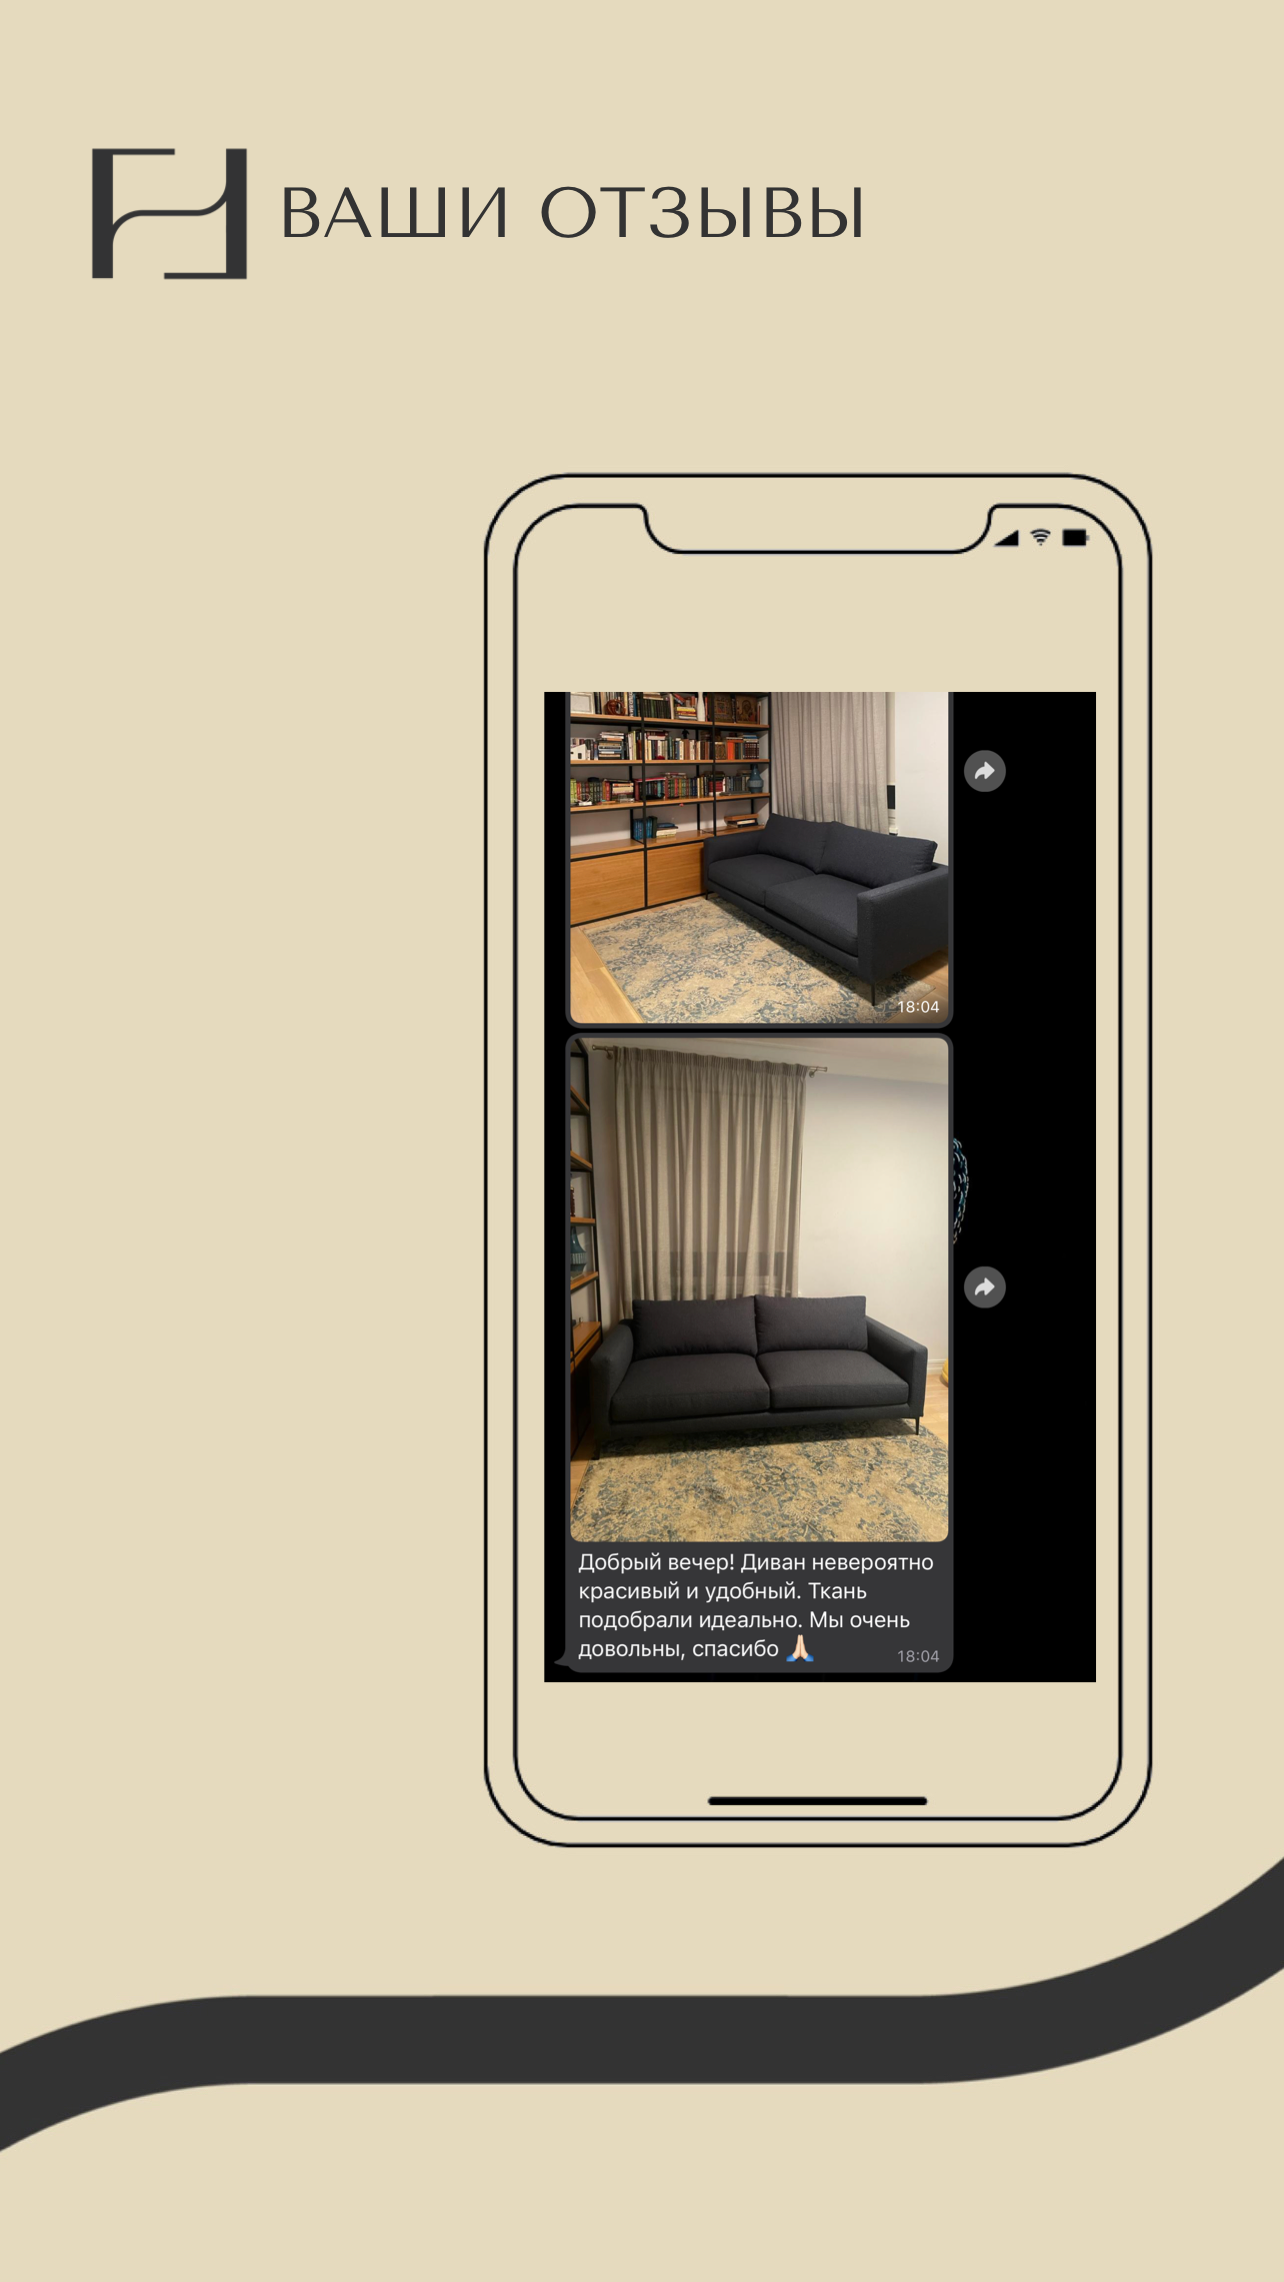 ВАШИ ОТЗЫВЫ
18:04
Добрый вечер! Диван невероятно
красивый и удобный. Ткань
подобрали идеально. Мы очень
довольны, спасибо 🙏🏻
18:04